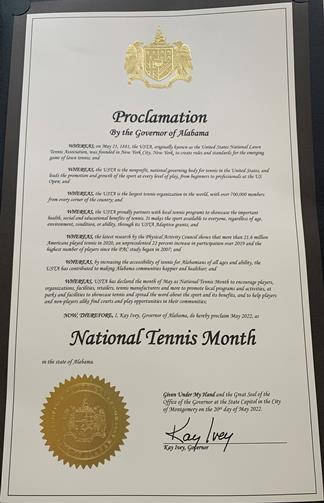 Proclamation
By the Governor of Alabama
WHEREAS, on May 21, 1881, the USTA, originally known as the United States National Lawn
Tennis Association, was founded in New York City, New York, to create rules and standards for the emerging
game of lawn tennis; and
WHEREAS, the USTA is the nonprofit, national governing body for tennis in the United States, and
leads the promotion and growth of the sport at every level of play, from beginners to professionals at the US
Open; and
WHEREAS, the USTA is the largest tennis organization in the world, with over 700,000 members
from every corner of the country; and
WHEREAS, the USTA proudly partners with local tennis programs to showcase the important
health, social and educational benefits of tennis. It makes the sport available to everyone, regardless of age,
environment, condition, or ability, through its USTA Adaptive grants; and
WHEREAS, the latest research by the Physical Activity Council shows that more than 21.6 million
Americans played tennis in 2020; an unprecedented 22 percent increase in participation over 2019 and the
highest number of players since the PAC study began in 2007; and
WHEREAS, by increasing the accessibility of tennis for Alabamians of all ages and ability, the
USTA has contributed to making Alabama communities happier and healthier; and
WHEREAS, USTA has declared the month of May as National Tennis Month to encourage players,
organizations, facilities, retailers, tennis manufacturers and more to promote local programs and activities, at
parks and facilities to showcase tennis and spread the word about the sport and its benefits, and to help players
and non-players alike find courts and play opportunities in their communities;
NOW, THEREFORE, I, Kay Ivey, Governor of Alabama, do hereby proclaim May 2022, as
National Tennis Month
in the state of Alabama.
Given Under My Hand and the Great Seal of the
Office of the Governor at the State Capitol in the City
of Montgomery on the 20th day of May 2022.
Kay Ivey
Kay Ivey, Governor